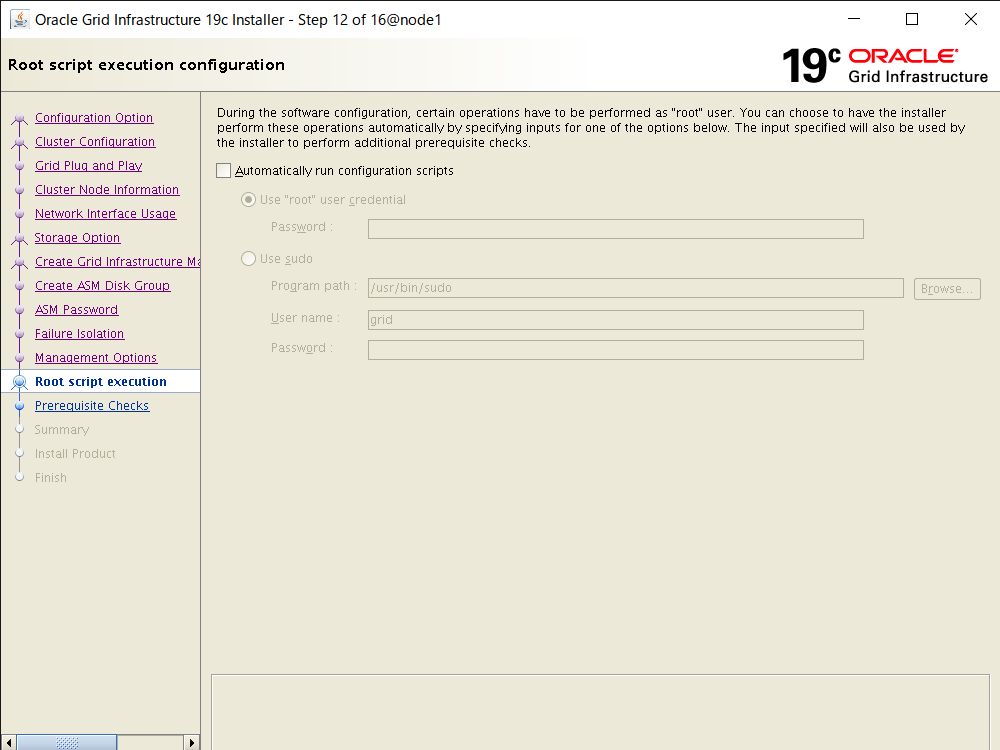 Oracle Grid Infrastructure 19c Installer - Step 12 of 16@node1
Root script execution configuration
19c ORACLE
Grid Infrastructure
Configuration Option
Cluster Configuration
Grid Plug and Play
Cluster Node Information
Network Interface Usage
Storage Option
Create Grid Infrastructure
Create ASM Disk Group
ASM Password
Failure Isolation
Management Options
Root script execution
Prerequisite Checks
Summary
Install Product
Finish
During the software configuration, certain operations have to be performed as "root" user. You can choose to have the installer
perform these operations automatically by specifying inputs for one of the options below. The input specified will also be used by
the installer to perform additional prerequisite checks.
Automatically run configuration scripts
Use "root" user credential
Password :
Use sudo
Program path : /usr/bin/sudo Browse...
User name : grid
Password :